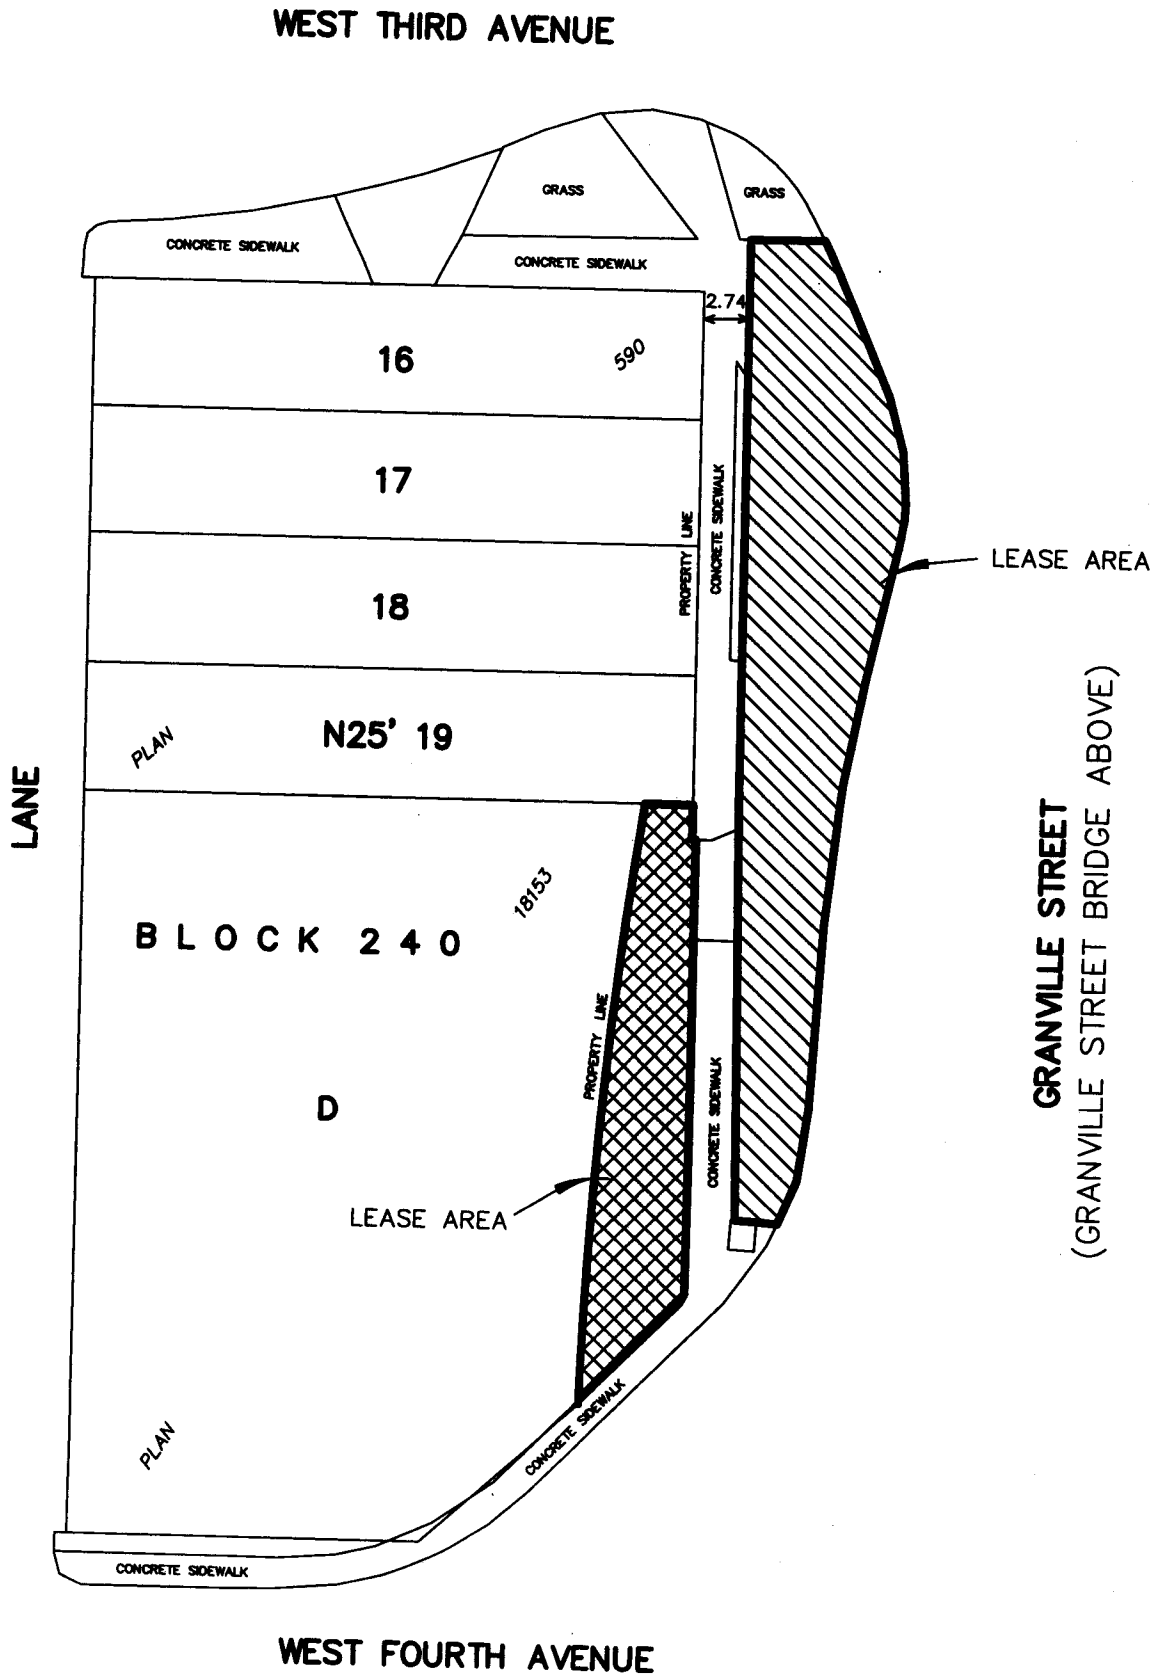 WEST THIRD AVENUE
GRASS
GRASS
CONCRETE SIDEWALK
CONCRETE SIDEWALK
2.74
16
590
17
CONCRETE SIDEWALK
PROPERTY LINE
LEASE AREA
18
N25' 19
PLAN
LANE
GRANVILLE STREET
(GRANVILLE STREET BRIDGE ABOVE)
18153
BLOCK 240
PROPERTY LINE
D
CONCRETE SIDEWALK
LEASE AREA
CONCRETE SIDEWALK
PLAN
CONCRETE SIDEWALK
WEST FOURTH AVENUE